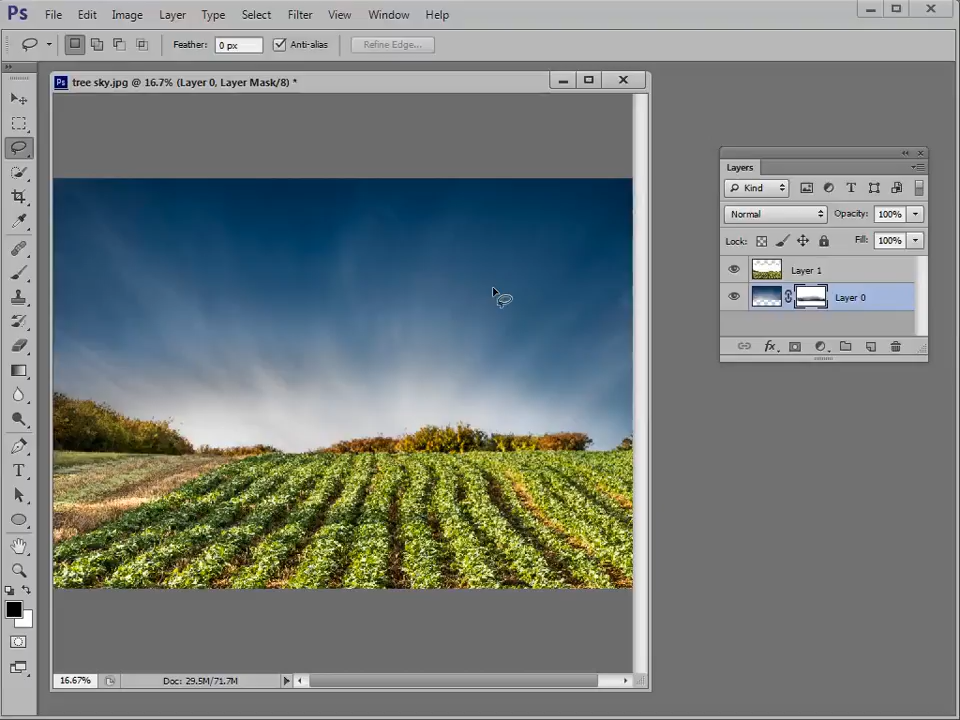 Ps File Edit Image Layer Type Select Filter View Window Help
Feather: 0 px Anti-alias Refine Edge...
Ps tree sky.jpg @ 16.7% (Layer 0, Layer Mask/8) *
Layers
Kind
Normal Opacity: 100%
Lock: Fill: 100%
Layer 1
Layer 0
fx
T
16.67% Doc: 29.5M/71.7M